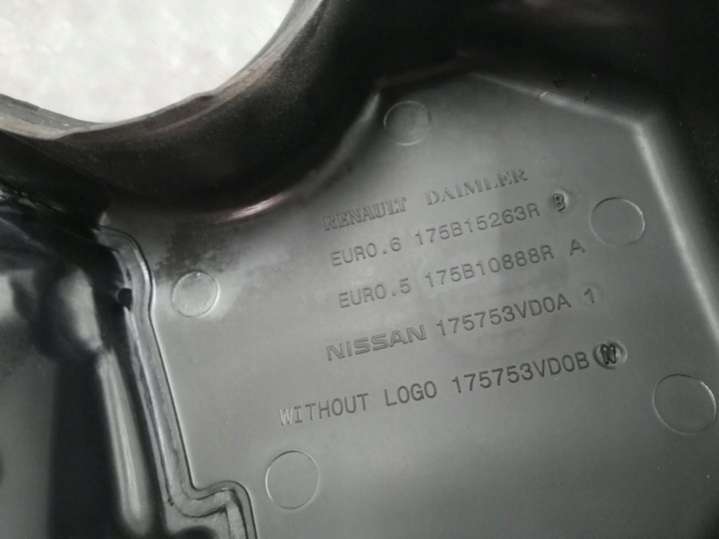 RENAULT DAIMLER
EURO.6 175B15263R B
EURO.5 175B10888R A
NISSAN 175753VD0A 1
WITHOUT LOGO 175753VD0B